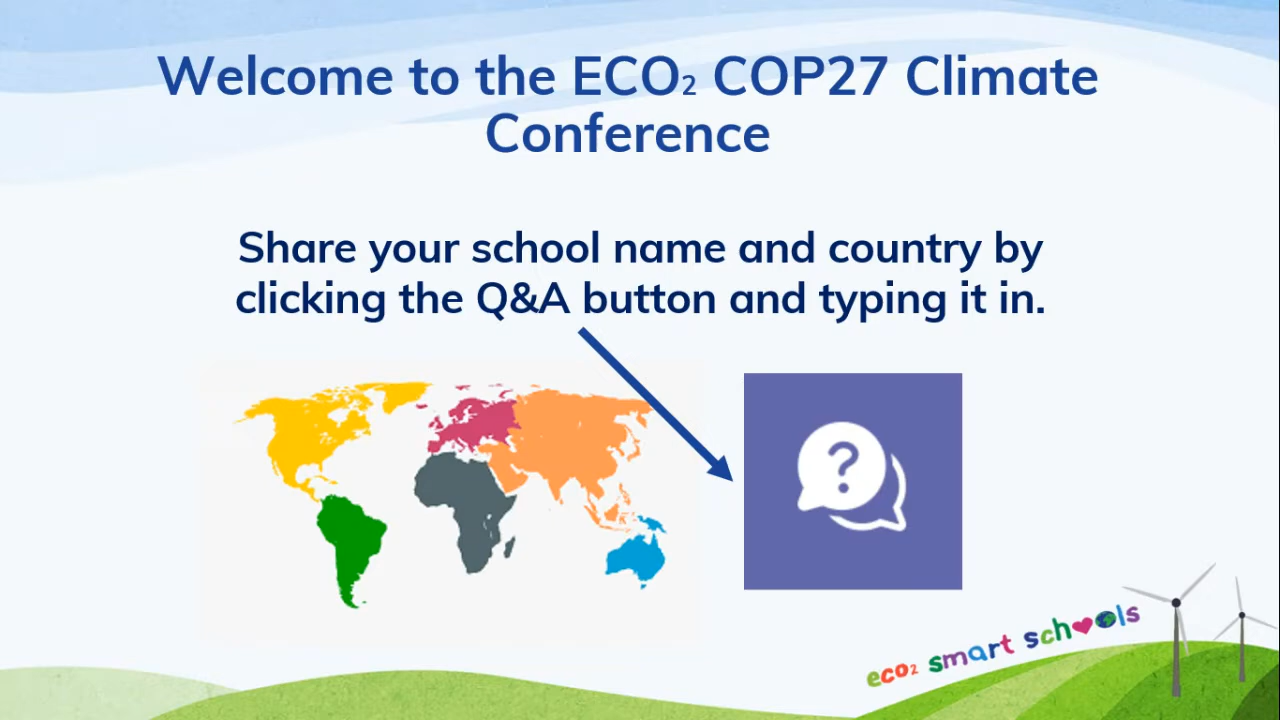 Welcome to the ECO₂ COP27 Climate
Conference
Share your school name and country by
clicking the Q&A button and typing it in.
?
eco₂ smart schools